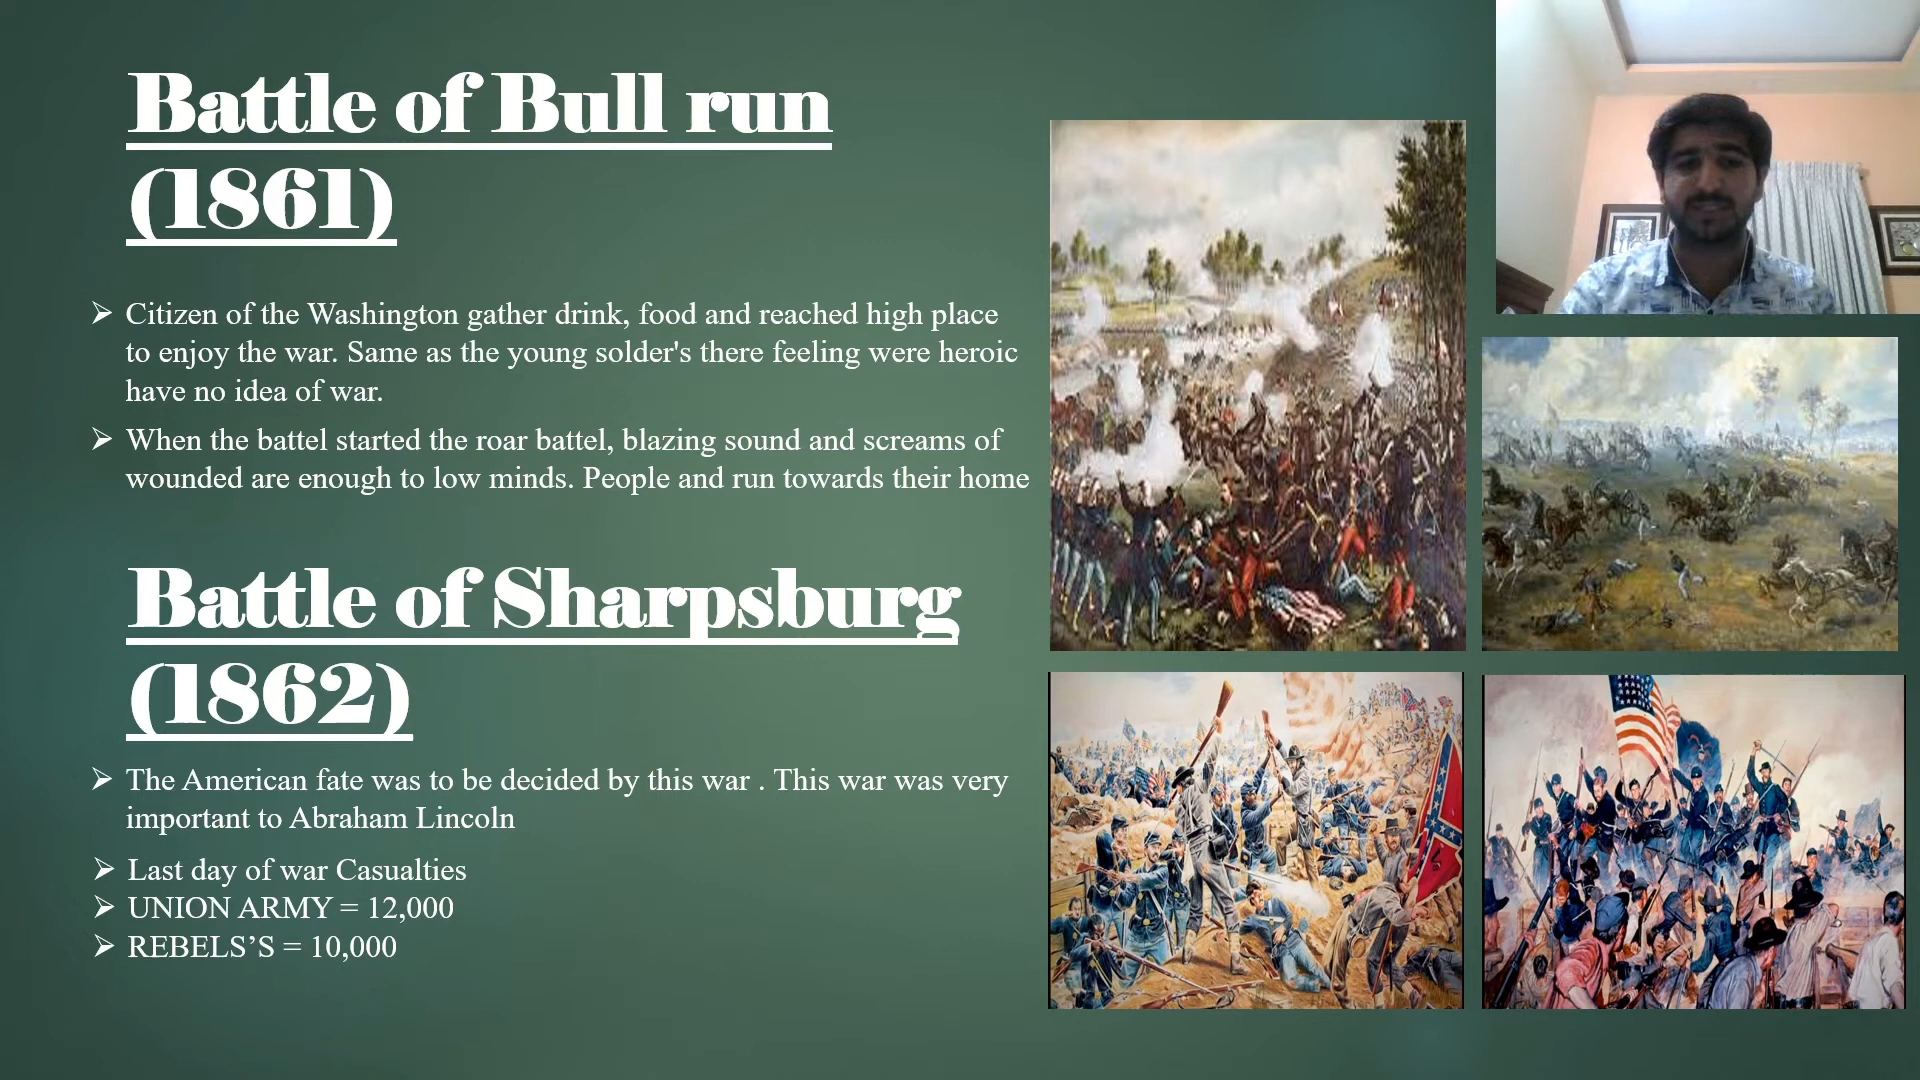 Battle of Bull run
(1861)
➢ Citizen of the Washington gather drink, food and reached high place
to enjoy the war. Same as the young solder's there feeling were heroic
have no idea of war.
➢ When the battel started the roar battel, blazing sound and screams of
wounded are enough to low minds. People and run towards their home
Battle of Sharpsburg
(1862)
➢ The American fate was to be decided by this war . This war was very
important to Abraham Lincoln
➢ Last day of war Casualties
➢ UNION ARMY = 12,000
➢ REBELS’S = 10,000